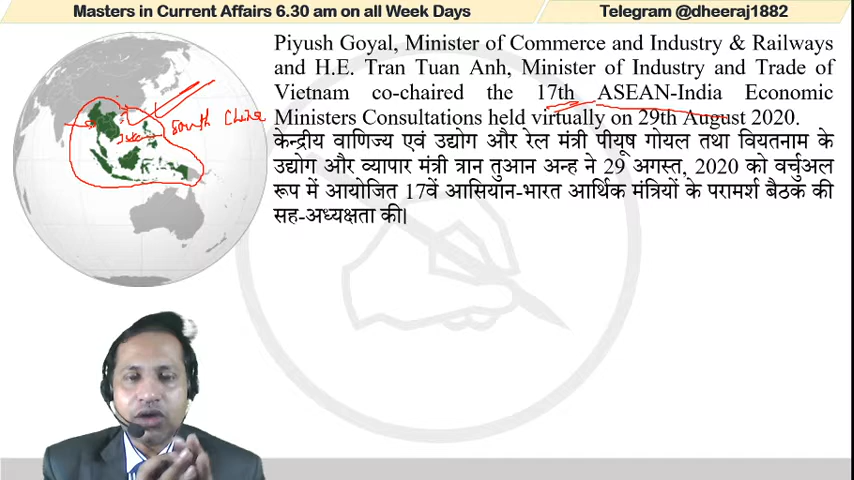 Masters in Current Affairs 6.30 am on all Week Days
Telegram @dheeraj1882
Piyush Goyal, Minister of Commerce and Industry & Railways
and H.E. Tran Tuan Anh, Minister of Industry and Trade of
Vietnam co-chaired the 17th ASEAN-India Economic
Ministers Consultations held virtually on 29th August 2020.
केन्द्रीय वाणिज्य एवं उद्योग और रेल मंत्री पीयूष गोयल तथा वियतनाम के
उद्योग और व्यापार मंत्री त्रान तुआन अन्ह ने 29 अगस्त, 2020 को वर्चुअल
रूप में आयोजित 17वें आसियान-भारत आर्थिक मंत्रियों के परामर्श बैठक की
सह-अध्यक्षता की।
South China